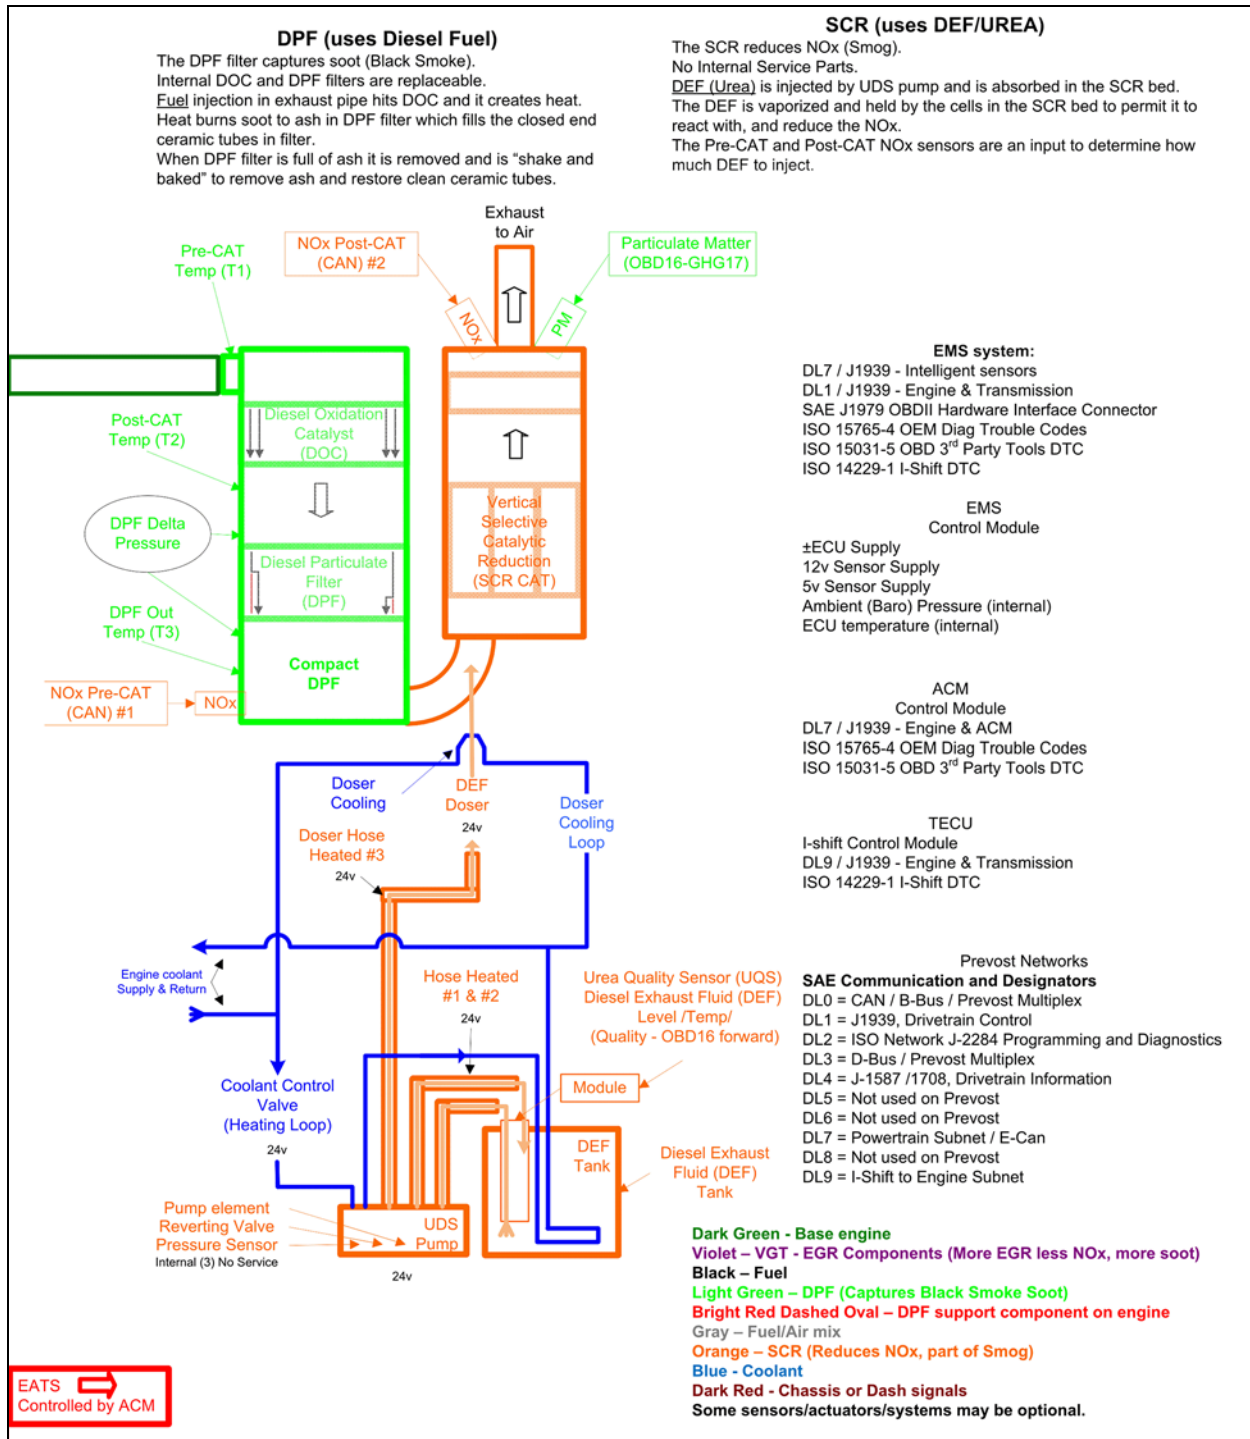 DPF (uses Diesel Fuel)
The DPF filter captures soot (Black Smoke).
Internal DOC and DPF filters are replaceable.
Fuel injection in exhaust pipe hits DOC and it creates heat.
Heat burns soot to ash in DPF filter which fills the closed end
ceramic tubes in filter.
When DPF filter is full of ash it is removed and is “shake and
baked” to remove ash and restore clean ceramic tubes.
SCR (uses DEF/UREA)
The SCR reduces NOx (Smog).
No Internal Service Parts.
DEF (Urea) is injected by UDS pump and is absorbed in the SCR bed.
The DEF is vaporized and held by the cells in the SCR bed to permit it to
react with, and reduce the NOx.
The Pre-CAT and Post-CAT NOx sensors are an input to determine how
much DEF to inject.
Exhaust
to Air
Pre-CAT
Temp (T1)
NOx Post-CAT
(CAN) #2
Particulate Matter
(OBD16-GHG17)
NOx
PM
Diesel Oxidation
Catalyst
(DOC)
Post-CAT
Temp (T2)
DPF Delta
Pressure
Diesel Particulate
Filter
(DPF)
DPF Out
Temp (T3)
Compact
DPF
NOx Pre-CAT
(CAN) #1
NOx
Vertical
Selective
Catalytic
Reduction
(SCR CAT)
Doser
Cooling
DEF
Doser
24v
Doser
Cooling
Loop
Doser Hose
Heated #3
24v
Engine coolant
Supply & Return
Hose Heated
#1 & #2
24v
Urea Quality Sensor (UQS)
Diesel Exhaust Fluid (DEF)
Level /Temp/
(Quality - OBD16 forward)
Coolant Control
Valve
(Heating Loop)
24v
Module
DEF
Tank
Diesel Exhaust
Fluid (DEF)
Tank
Pump element
Reverting Valve
Pressure Sensor
Internal (3) No Service
UDS
Pump
24v
EATS
Controlled by ACM
EMS system:
DL7 / J1939 - Intelligent sensors
DL1 / J1939 - Engine & Transmission
SAE J1979 OBDII Hardware Interface Connector
ISO 15765-4 OEM Diag Trouble Codes
ISO 15031-5 OBD 3rd Party Tools DTC
ISO 14229-1 I-Shift DTC
EMS
Control Module
±ECU Supply
12v Sensor Supply
5v Sensor Supply
Ambient (Baro) Pressure (internal)
ECU temperature (internal)
ACM
Control Module
DL7 / J1939 - Engine & ACM
ISO 15765-4 OEM Diag Trouble Codes
ISO 15031-5 OBD 3rd Party Tools DTC
TECU
I-shift Control Module
DL9 / J1939 - Engine & Transmission
ISO 14229-1 I-Shift DTC
Prevost Networks
SAE Communication and Designators
DL0 = CAN / B-Bus / Prevost Multiplex
DL1 = J1939, Drivetrain Control
DL2 = ISO Network J-2284 Programming and Diagnostics
DL3 = D-Bus / Prevost Multiplex
DL4 = J-1587 /1708, Drivetrain Information
DL5 = Not used on Prevost
DL6 = Not used on Prevost
DL7 = Powertrain Subnet / E-Can
DL8 = Not used on Prevost
DL9 = I-Shift to Engine Subnet
Dark Green - Base engine
Violet – VGT - EGR Components (More EGR less NOx, more soot)
Black – Fuel
Light Green – DPF (Captures Black Smoke Soot)
Bright Red Dashed Oval – DPF support component on engine
Gray – Fuel/Air mix
Orange – SCR (Reduces NOx, part of Smog)
Blue - Coolant
Dark Red - Chassis or Dash signals
Some sensors/actuators/systems may be optional.